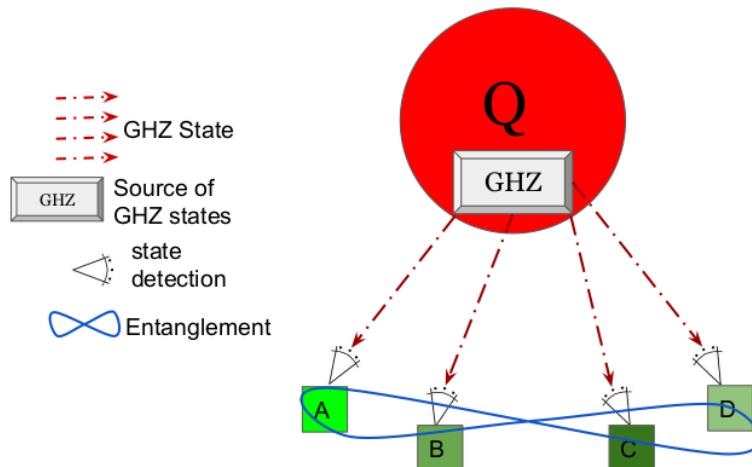 Q
GHZ
GHZ State
GHZ
Source of
GHZ states
state
detection
Entanglement
A
B
C
D